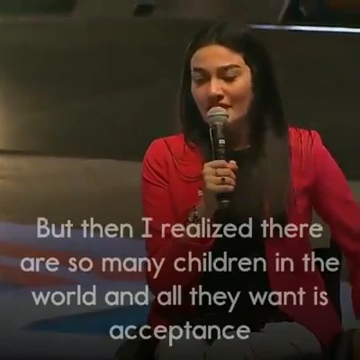 But then I realized there
are so many children in the
world and all they want is
acceptance